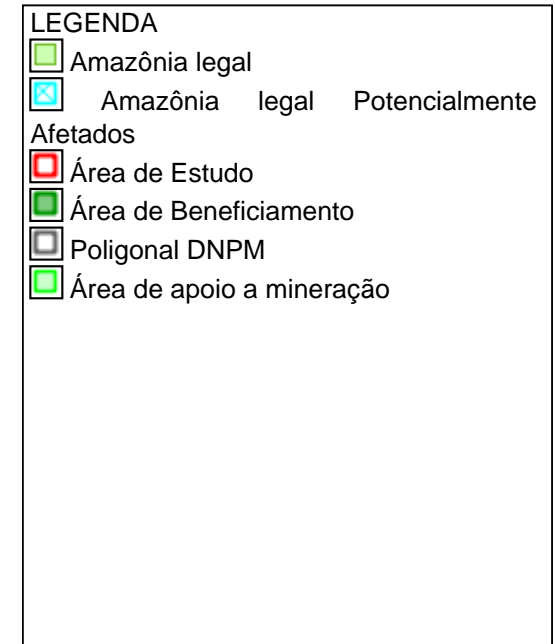 LEGENDA
Amazônia legal
Amazônia legal Potencialmente
Afetados
Área de Estudo
Área de Beneficiamento
Poligonal DNPM
Área de apoio a mineração